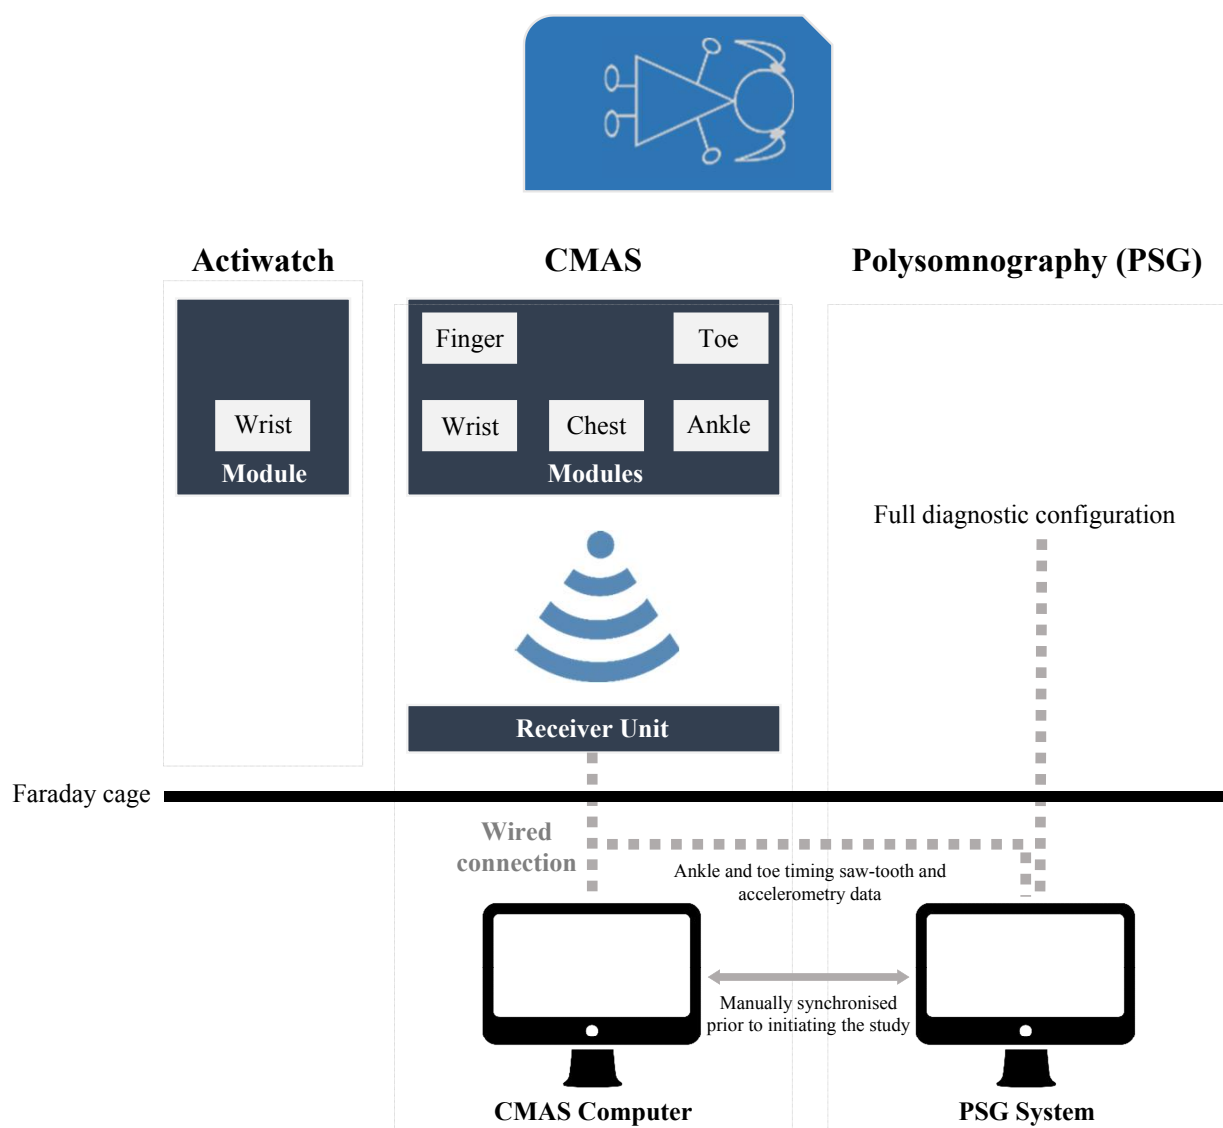 Actiwatch
CMAS
Polysomnography (PSG)
Finger
Toe
Wrist
Wrist
Chest
Ankle
Module
Modules
Full diagnostic configuration
Receiver Unit
Faraday cage
Wired
connection
Ankle and toe timing saw-tooth and
accelerometry data
Manually synchronised
prior to initiating the study
CMAS Computer
PSG System